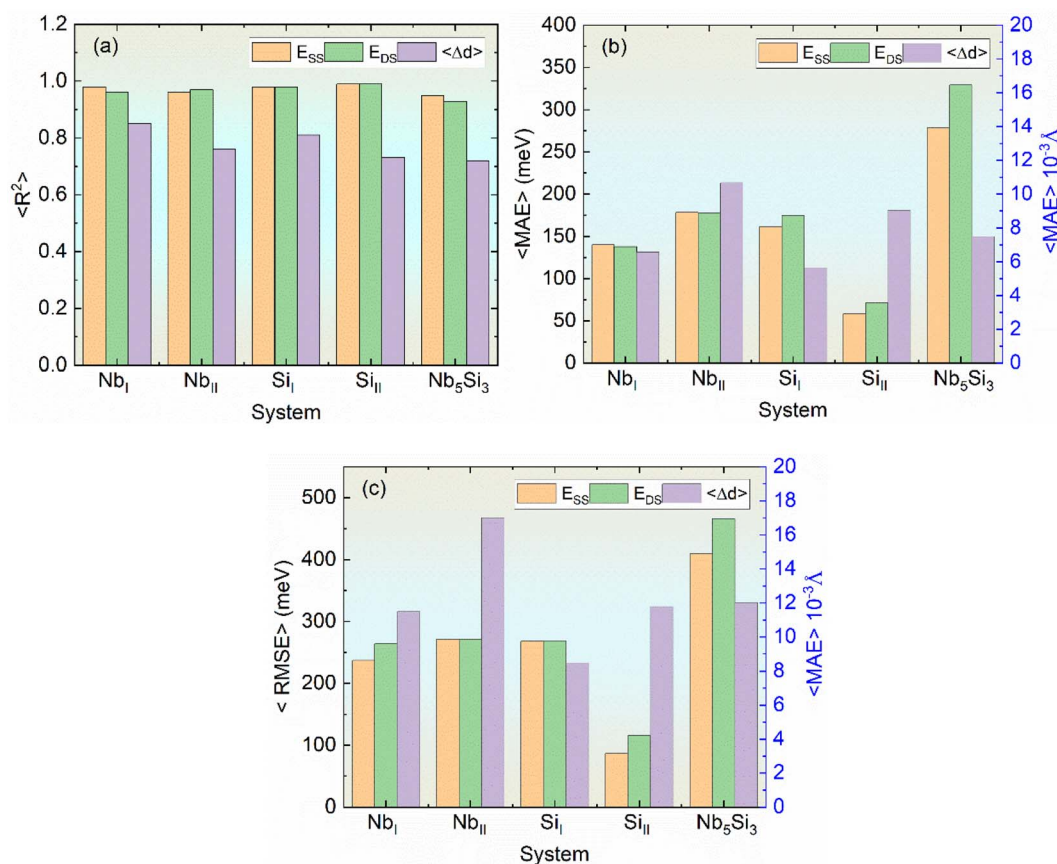 (a)
E_SS E_DS <Δd>
1.2
1.0
0.8
0.6
0.4
0.2
0.0
<R²>
Nb_I Nb_II Si_I Si_II Nb₅Si₃
System
(b)
E_SS E_DS <Δd>
400
350
300
250
200
150
100
50
0
<MAE> (meV)
20
18
16
14
12
10
8
6
4
2
0
<MAE> 10⁻³Å
Nb_I Nb_II Si_I Si_II Nb₅Si₃
System
(c)
E_SS E_DS <Δd>
500
400
300
200
100
0
< RMSE> (meV)
20
18
16
14
12
10
8
6
4
2
0
<MAE> 10⁻³Å
Nb_I Nb_II Si_I Si_II Nb₅Si₃
System